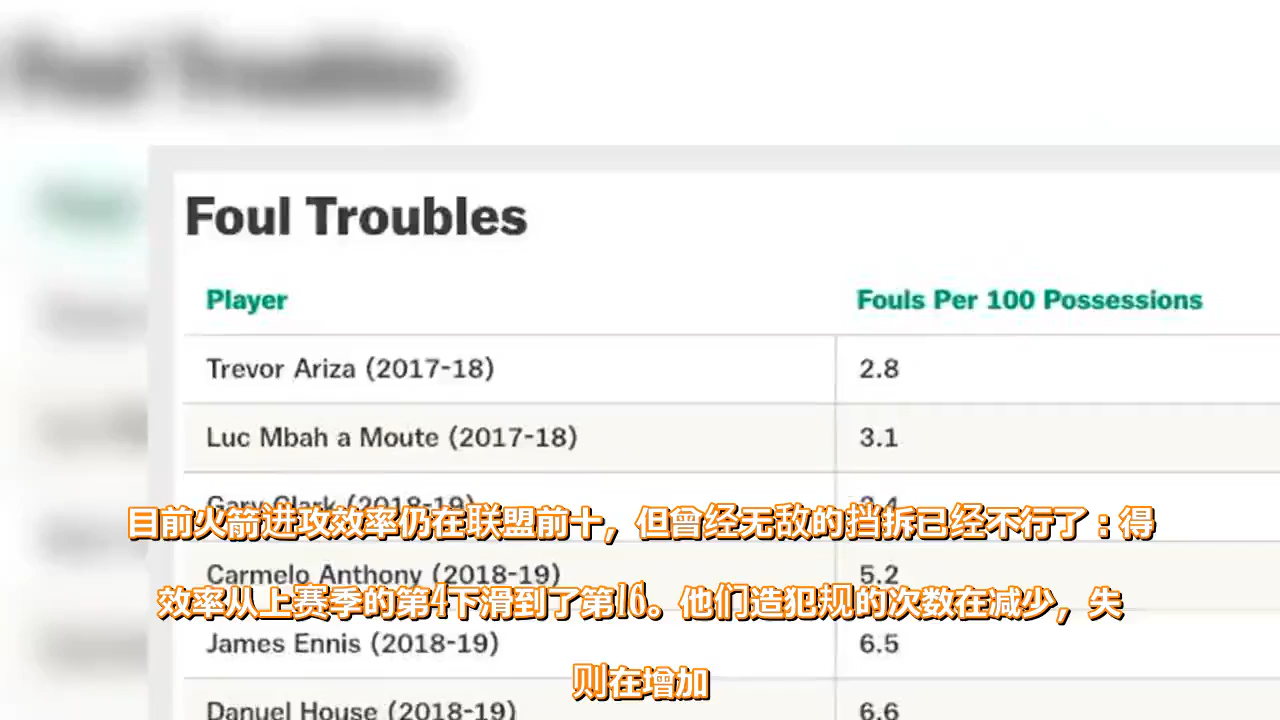 Foul Troubles
Player
Fouls Per 100 Possessions
Trevor Ariza (2017-18)
2.8
Luc Mbah a Moute (2017-18)
3.1
Gary Clark (2018-19)
目前火箭进攻效率仍在联盟前十，但曾经无敌的挡拆已经不行了：得
Carmelo Anthony (2018-19)
5.2
效率从上赛季的第4下滑到了第16。他们造犯规的次数在减少，失
James Ennis (2018-19)
6.5
则在增加
Danuel House (2018-19)
6.6